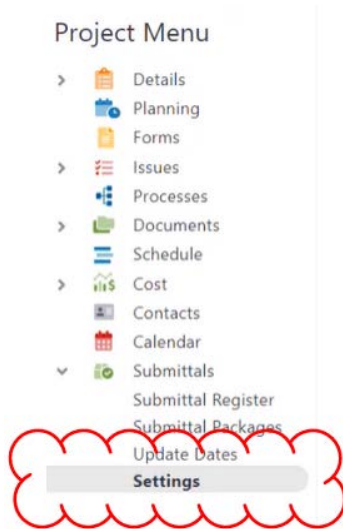 Project Menu
Details
Planning
Forms
Issues
Processes
Documents
Schedule
Cost
Contacts
Calendar
Submittals
Submittal Register
Submittal Packages
Update Dates
Settings